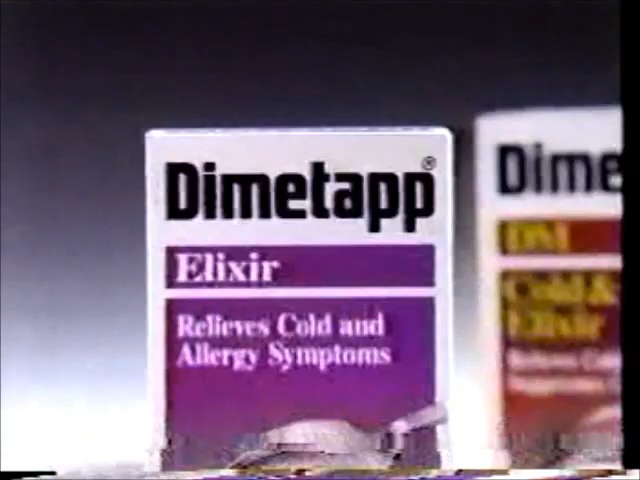 Dimetapp®
Elixir
Relieves Cold and
Allergy Symptoms
Dime
DM
Cold &
Elixir